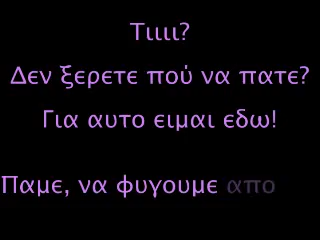 Τιιιι?
Δεν ξερετε πού να πατε?
Για αυτο ειμαι εδω!
Παμε, να φυγουμε απο